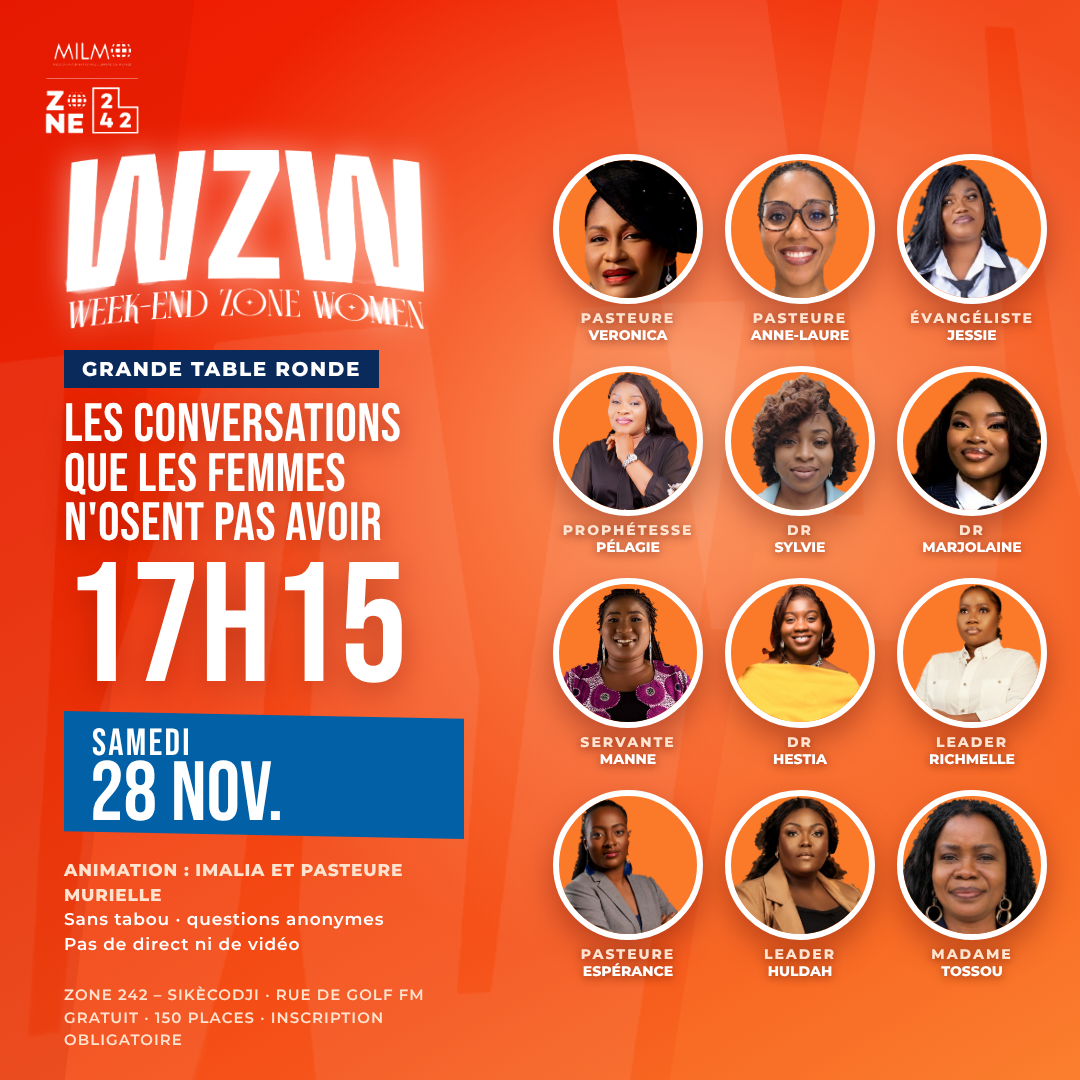 MILMO
ZONE
242
WZW
WEEK-END ZONE WOMEN
GRANDE TABLE RONDE
LES CONVERSATIONS
QUE LES FEMMES
N'OSENT PAS AVOIR
17H15
SAMEDI
28 NOV.
ANIMATION : IMALIA ET PASTEURE
MURIELLE
Sans tabou · questions anonymes
Pas de direct ni de vidéo
ZONE 242 – SIKÈCODJI · RUE DE GOLF FM
GRATUIT · 150 PLACES · INSCRIPTION
OBLIGATOIRE
PASTEURE
VERONICA
PASTEURE
ANNE-LAURE
ÉVANGÉLISTE
JESSIE
PROPHÉTESSE
PÉLAGIE
DR
SYLVIE
DR
MARJOLAINE
SERVANTE
MANNE
DR
HESTIA
LEADER
RICHMELLE
PASTEURE
ESPÉRANCE
LEADER
HULDAH
MADAME
TOSSOU